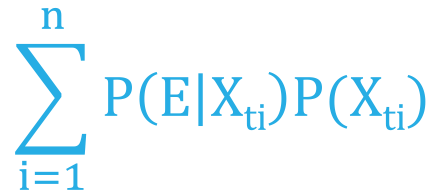 n
∑ P(E|X_ti)P(X_ti)
i=1